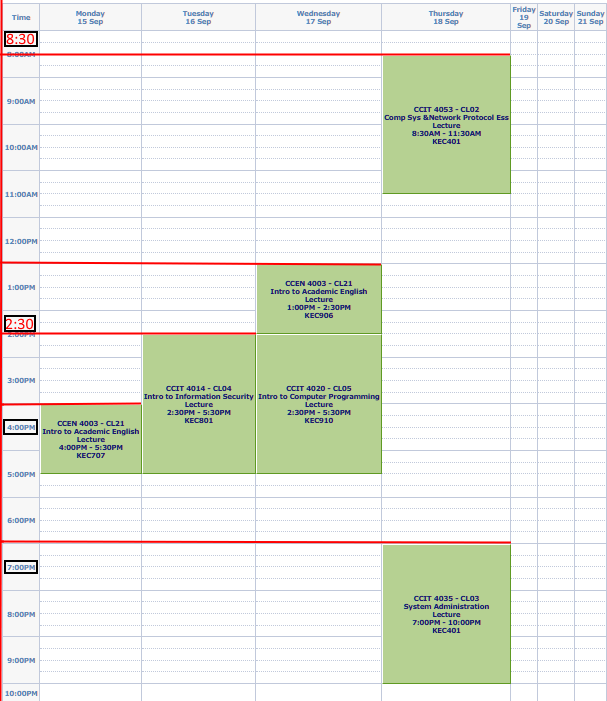 Time
Monday
15 Sep
Tuesday
16 Sep
Wednesday
17 Sep
Thursday
18 Sep
Friday
19
Sep
Saturday
20 Sep
Sunday
21 Sep
8:30
8:00AM
9:00AM
10:00AM
11:00AM
12:00PM
1:00PM
2:30
2:00PM
3:00PM
4:00PM
5:00PM
6:00PM
7:00PM
8:00PM
9:00PM
10:00PM
CCEN 4003 - CL21
Intro to Academic English
Lecture
4:00PM - 5:30PM
KEC707
CCIT 4014 - CL04
Intro to Information Security
Lecture
2:30PM - 5:30PM
KEC801
CCEN 4003 - CL21
Intro to Academic English
Lecture
1:00PM - 2:30PM
KEC906
CCIT 4020 - CL05
Intro to Computer Programming
Lecture
2:30PM - 5:30PM
KEC910
CCIT 4053 - CL02
Comp Sys &Network Protocol Ess
Lecture
8:30AM - 11:30AM
KEC401
CCIT 4035 - CL03
System Administration
Lecture
7:00PM - 10:00PM
KEC401